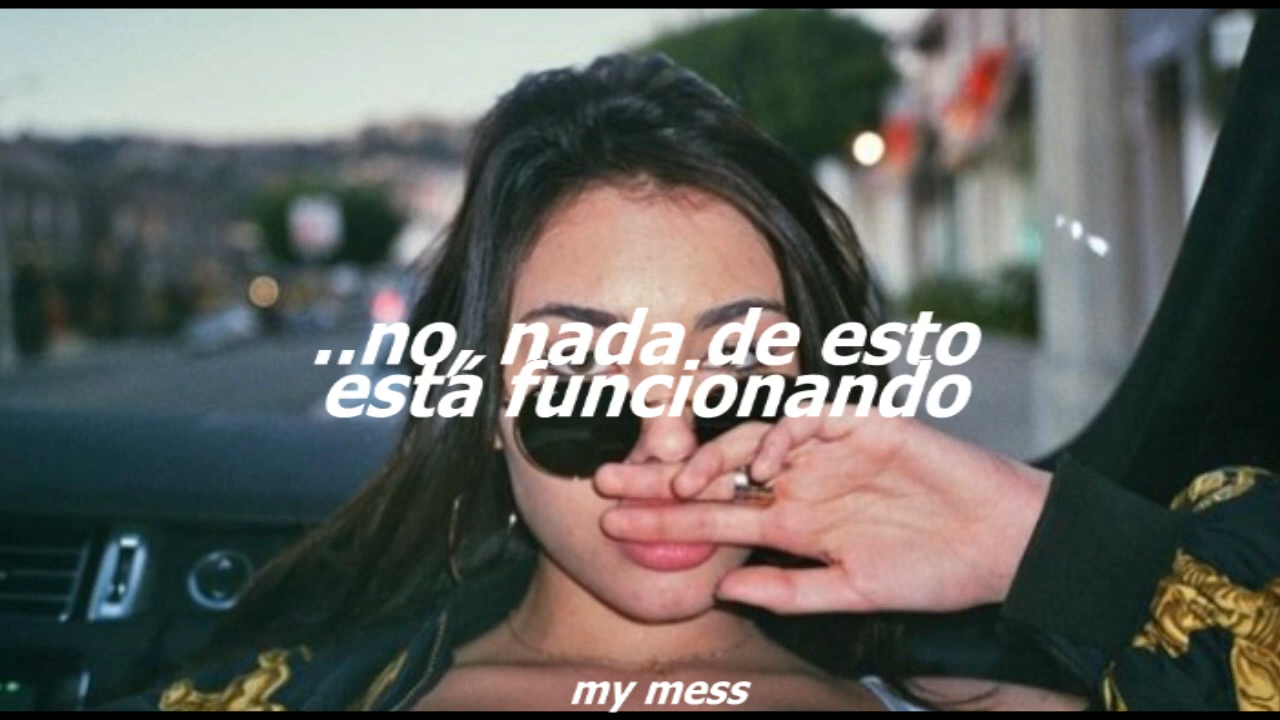 ..no, nada de esto
está funcionando
my mess